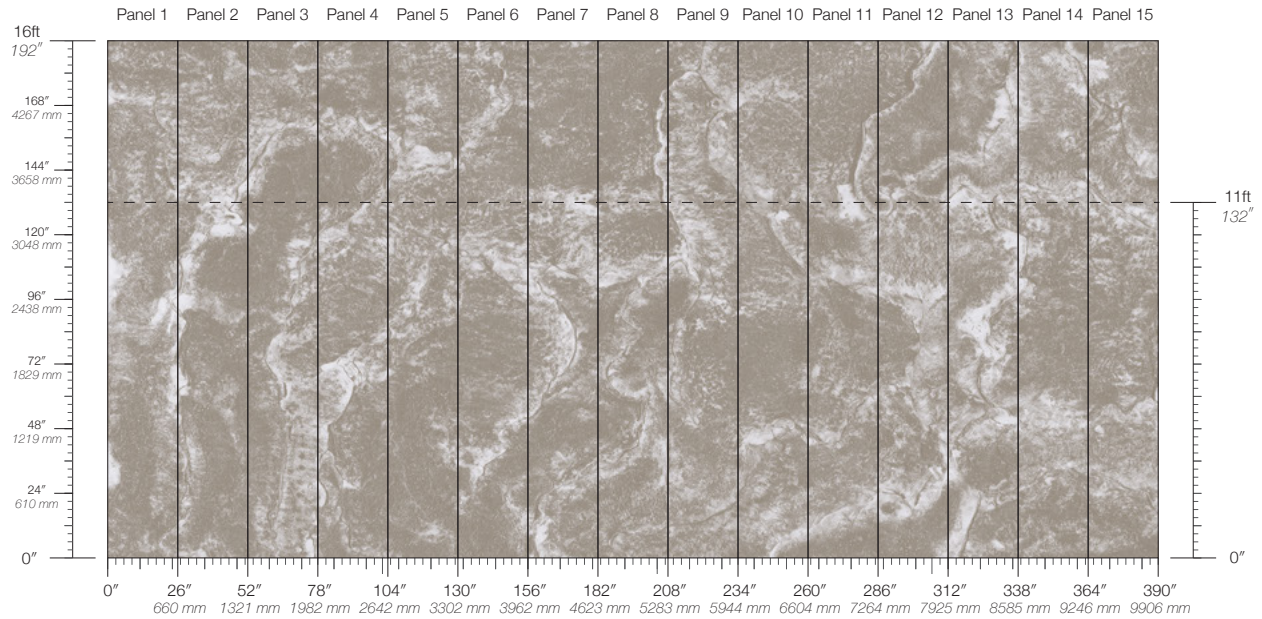 Panel 1 Panel 2 Panel 3 Panel 4 Panel 5 Panel 6 Panel 7 Panel 8 Panel 9 Panel 10 Panel 11 Panel 12 Panel 13 Panel 14 Panel 15
16ft
192″
168″
4267 mm
144″
3658 mm
11ft
132″
120″
3048 mm
96″
2438 mm
72″
1829 mm
48″
1219 mm
24″
610 mm
0″ 0″
0″ 26″ 52″ 78″ 104″ 130″ 156″ 182″ 208″ 234″ 260″ 286″ 312″ 338″ 364″ 390″
660 mm 1321 mm 1982 mm 2642 mm 3302 mm 3962 mm 4623 mm 5283 mm 5944 mm 6604 mm 7264 mm 7925 mm 8585 mm 9246 mm 9906 mm